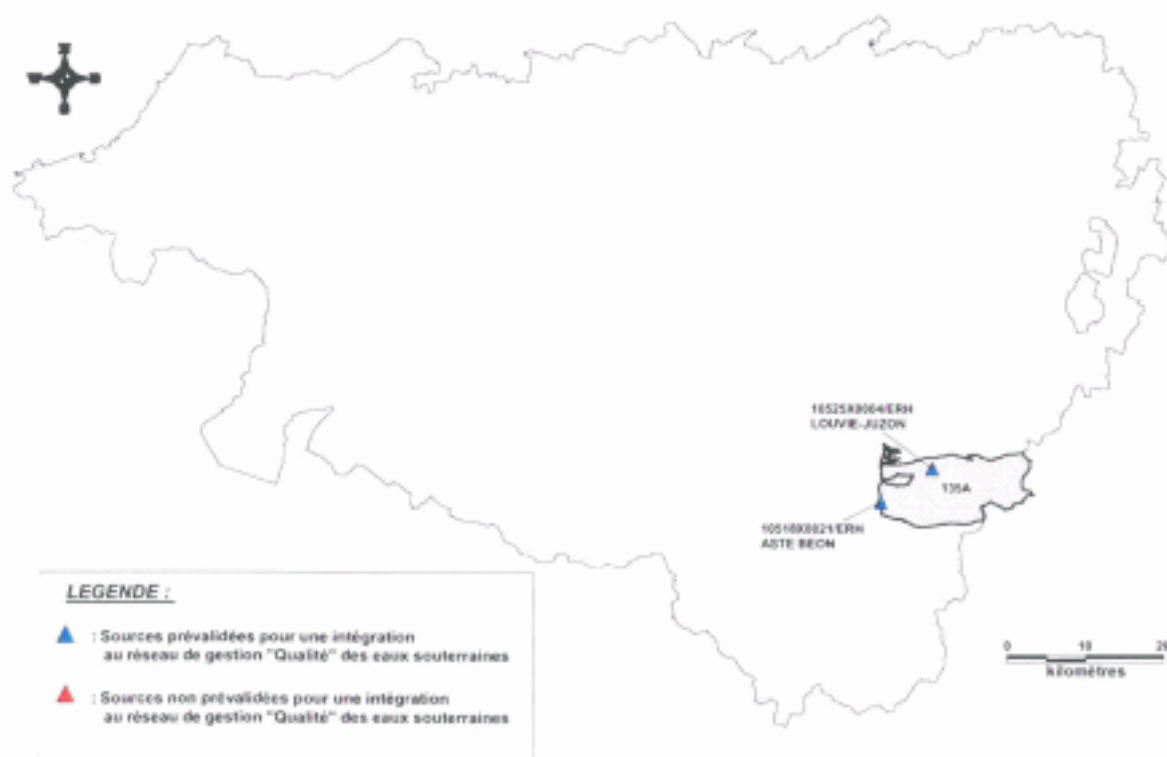 10525X0004/ERH
LOUVIE-JUZON
135A
10518X0021/ERH
ASTE BEON
LEGENDE :
: Sources prévalidées pour une intégration
au réseau de gestion "Qualité" des eaux souterraines
: Sources non prévalidées pour une intégration
au réseau de gestion "Qualité" des eaux souterraines
0 10 20
kilomètres